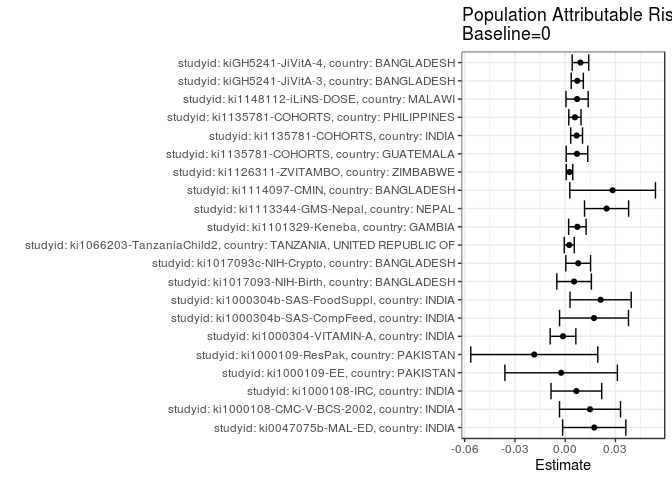 Population Attributable Ris
Baseline=0
studyid: kiGH5241-JiVitA-4, country: BANGLADESH
studyid: kiGH5241-JiVitA-3, country: BANGLADESH
studyid: ki1148112-iLiNS-DOSE, country: MALAWI
studyid: ki1135781-COHORTS, country: PHILIPPINES
studyid: ki1135781-COHORTS, country: INDIA
studyid: ki1135781-COHORTS, country: GUATEMALA
studyid: ki1126311-ZVITAMBO, country: ZIMBABWE
studyid: ki1114097-CMIN, country: BANGLADESH
studyid: ki1113344-GMS-Nepal, country: NEPAL
studyid: ki1101329-Keneba, country: GAMBIA
studyid: ki1066203-TanzaniaChild2, country: TANZANIA, UNITED REPUBLIC OF
studyid: ki1017093c-NIH-Crypto, country: BANGLADESH
studyid: ki1017093-NIH-Birth, country: BANGLADESH
studyid: ki1000304b-SAS-FoodSuppl, country: INDIA
studyid: ki1000304b-SAS-CompFeed, country: INDIA
studyid: ki1000304-VITAMIN-A, country: INDIA
studyid: ki1000109-ResPak, country: PAKISTAN
studyid: ki1000109-EE, country: PAKISTAN
studyid: ki1000108-IRC, country: INDIA
studyid: ki1000108-CMC-V-BCS-2002, country: INDIA
studyid: ki0047075b-MAL-ED, country: INDIA
-0.06 -0.03 0.00 0.03
Estimate